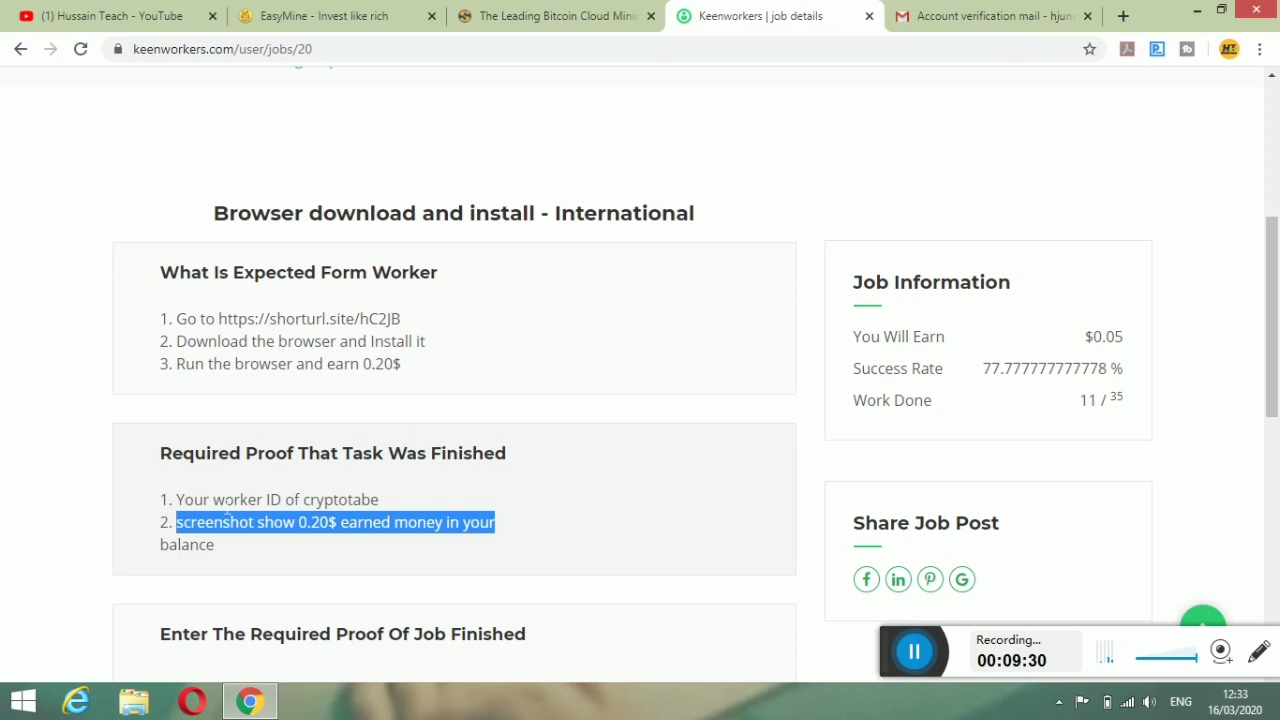 (1) Hussain Teach - YouTube
EasyMine - Invest like rich
The Leading Bitcoin Cloud Mini
Keenworkers | job details
Account verification mail - hjun
keenworkers.com/user/jobs/20
Browser download and install - International
What Is Expected Form Worker
1. Go to https://shorturl.site/hC2JB
2. Download the browser and Install it
3. Run the browser and earn 0.20$
Required Proof That Task Was Finished
1. Your worker ID of cryptotabe
2. screenshot show 0.20$ earned money in your
balance
Enter The Required Proof Of Job Finished
Job Information
You Will Earn $0.05
Success Rate 77.777777777778 %
Work Done 11 / 35
Share Job Post
Recording...
00:09:30
ENG
12:33
16/03/2020